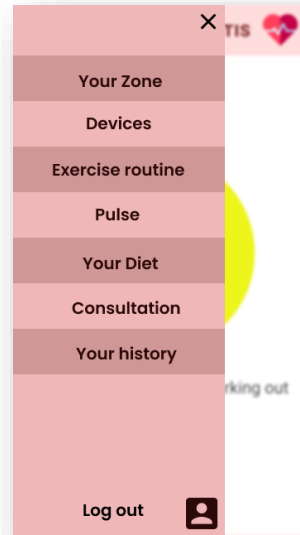 TIS
Your Zone
Devices
Exercise routine
Pulse
Your Diet
Consultation
Your history
rking out
Log out